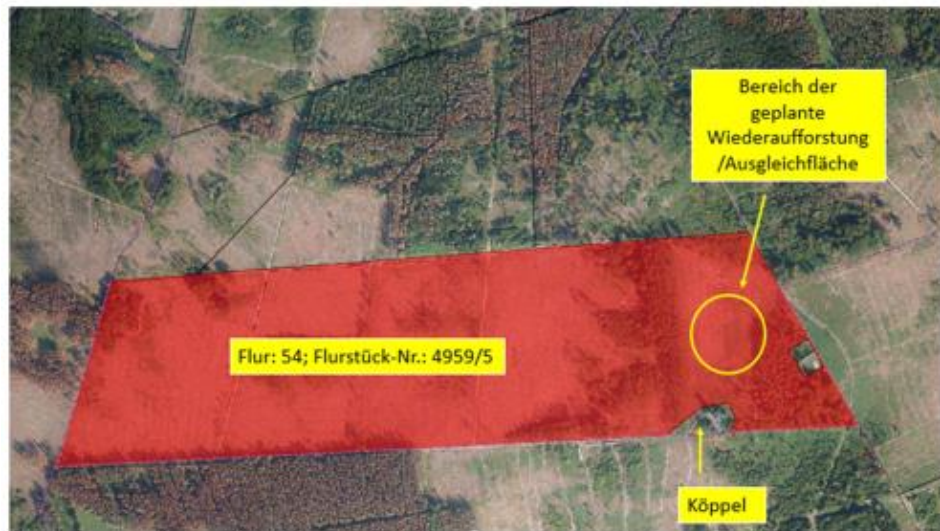 Bereich der
geplante
Wiederaufforstung
/Ausgleichfläche
Flur: 54; Flurstück-Nr.: 4959/5
Köppel